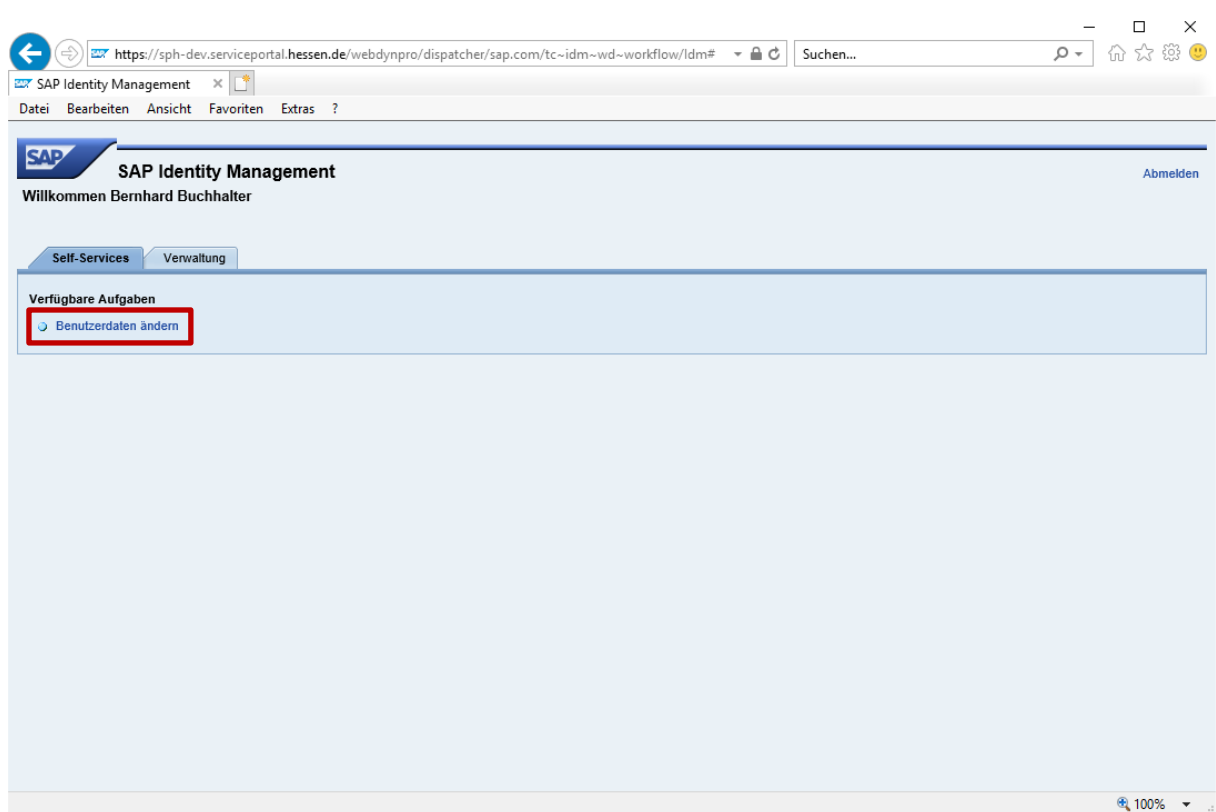 https://sph-dev.serviceportal.hessen.de/webdynpro/dispatcher/sap.com/tc~idm~wd~workflow/Idm#
Suchen...
SAP Identity Management
Datei Bearbeiten Ansicht Favoriten Extras ?
SAP
SAP Identity Management
Abmelden
Willkommen Bernhard Buchhalter
Self-Services Verwaltung
Verfügbare Aufgaben
Benutzerdaten ändern
100%